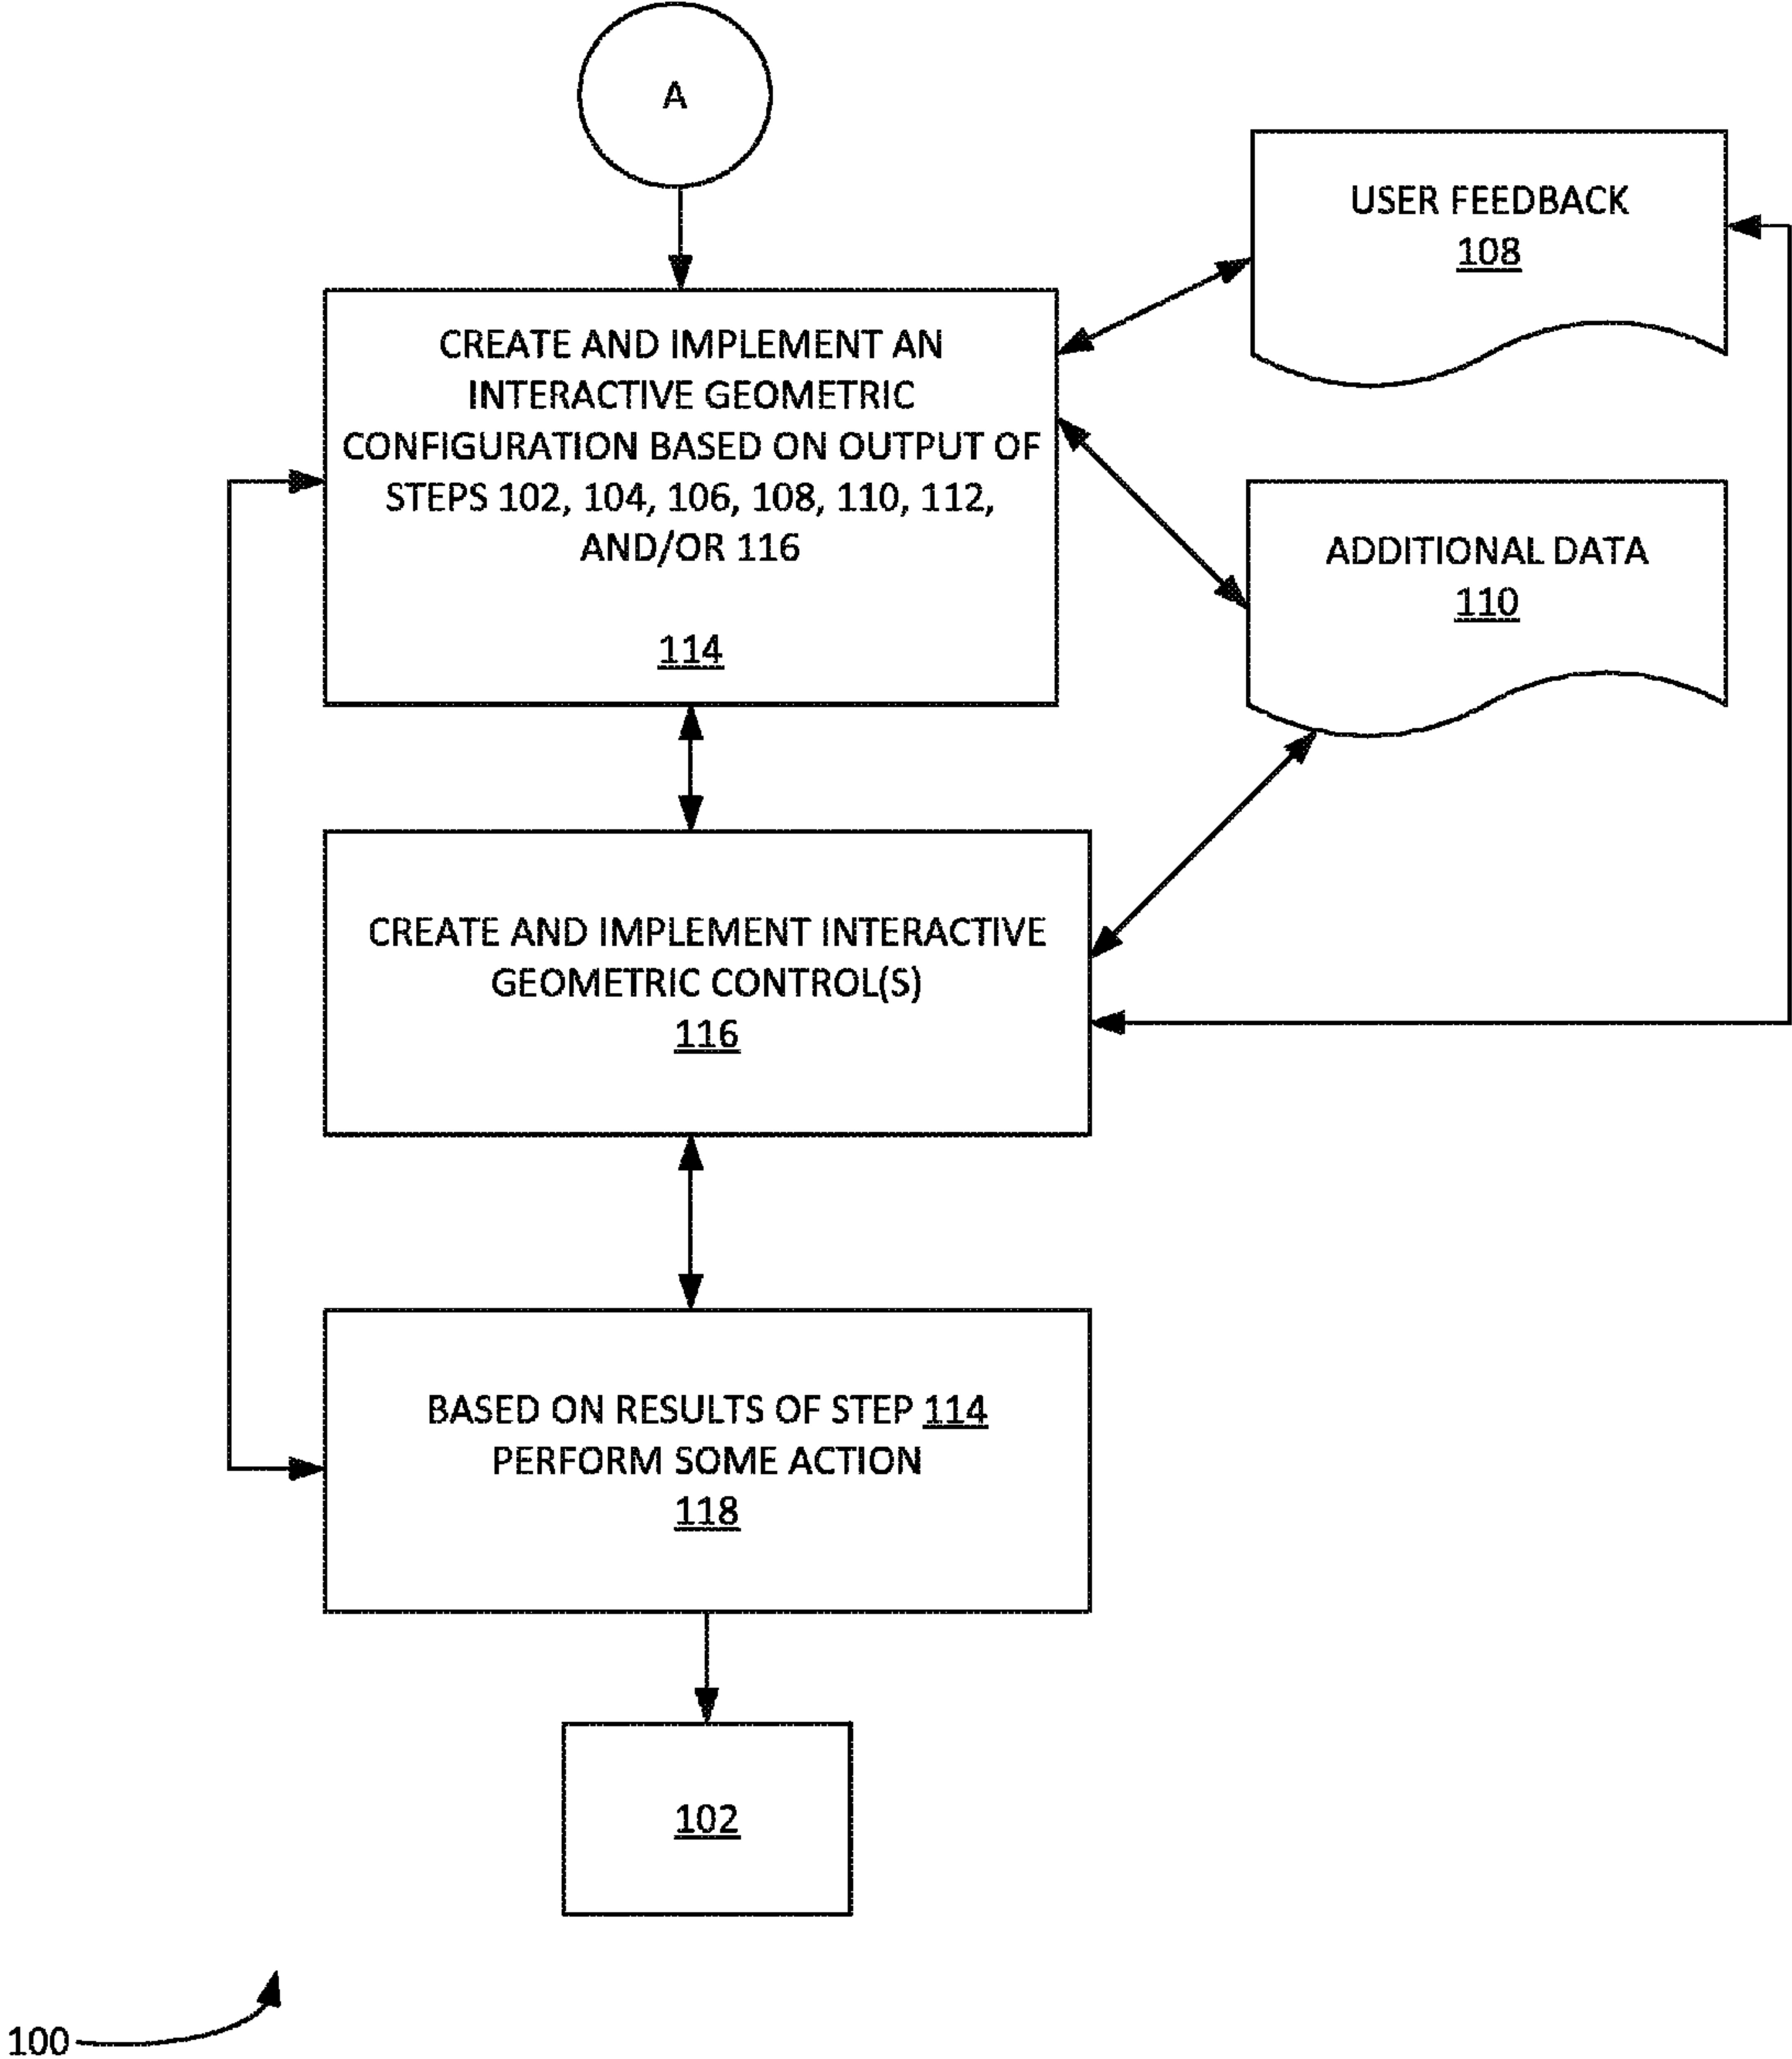 A
USER FEEDBACK
108
CREATE AND IMPLEMENT AN
INTERACTIVE GEOMETRIC
CONFIGURATION BASED ON OUTPUT OF
STEPS 102, 104, 106, 108, 110, 112,
AND/OR 116
114
ADDITIONAL DATA
110
CREATE AND IMPLEMENT INTERACTIVE
GEOMETRIC CONTROL(S)
116
BASED ON RESULTS OF STEP 114
PERFORM SOME ACTION
118
102
100